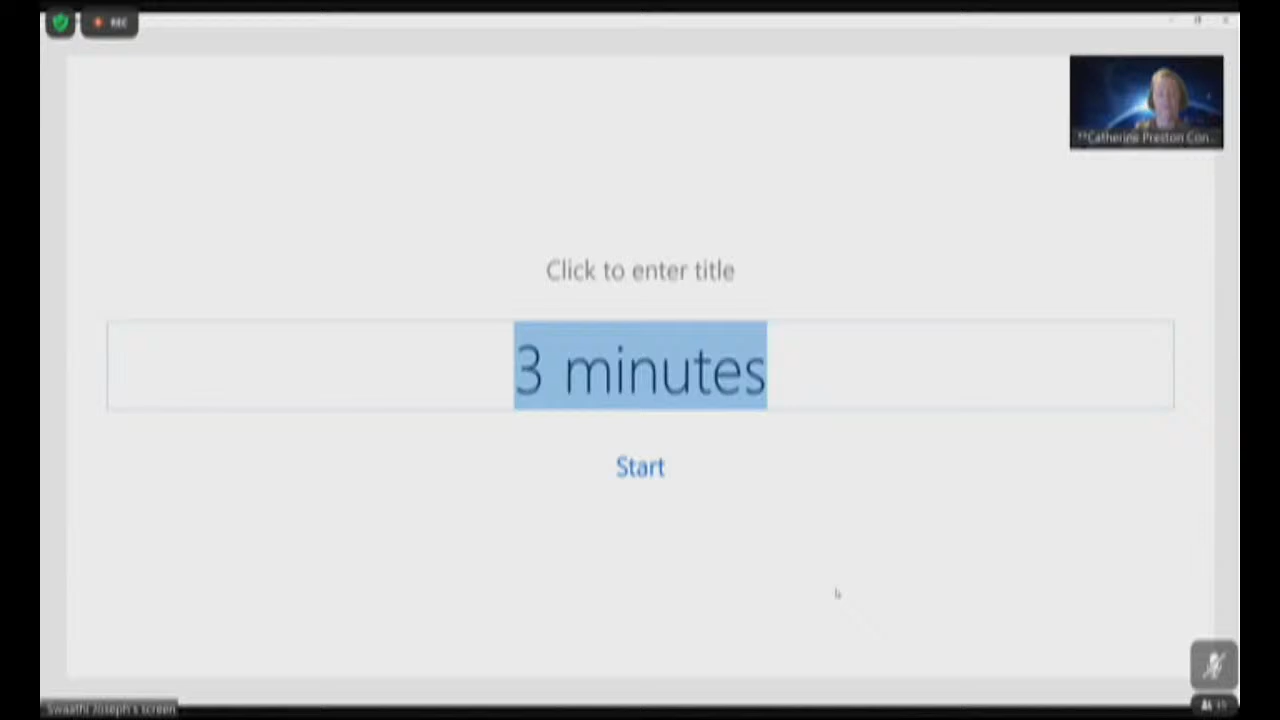 REC
**Catherine Preston Con...
Click to enter title
3 minutes
Start
Swaathi Joseph's screen